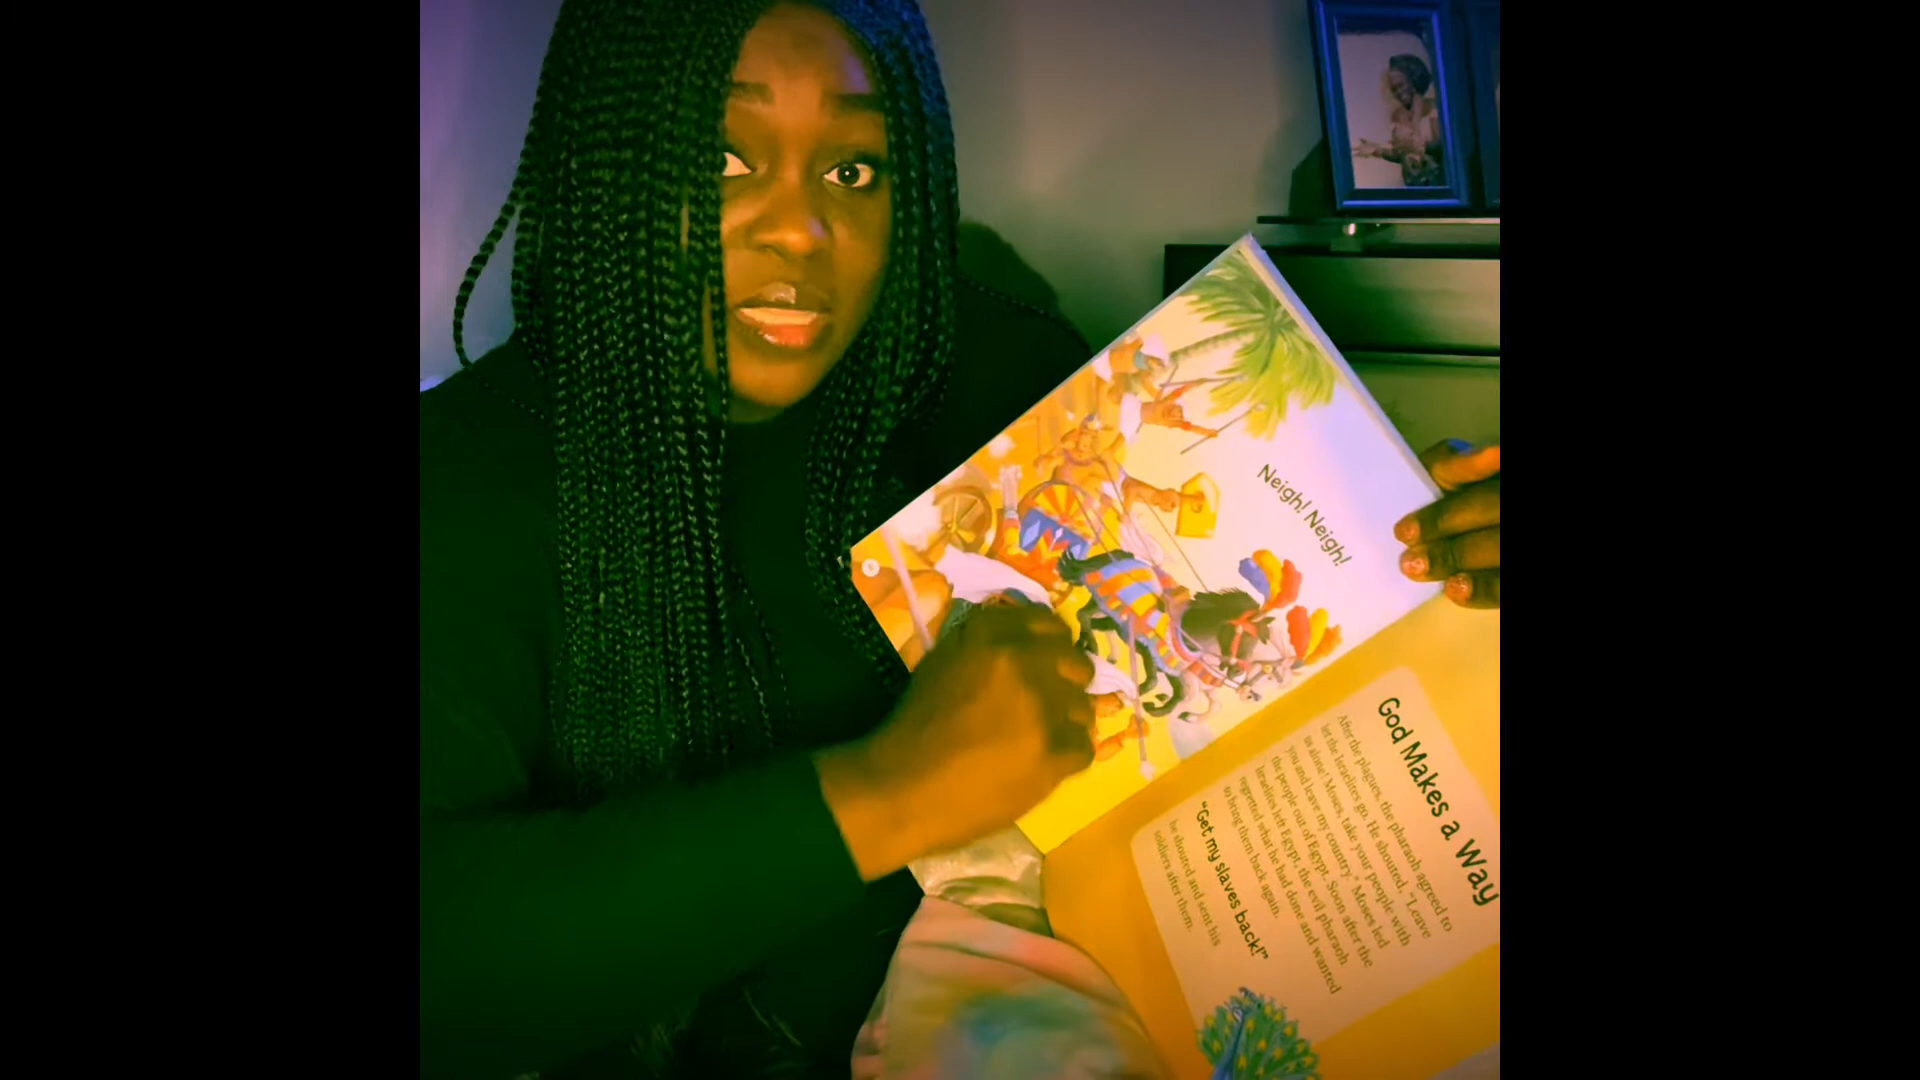 Neigh! Neigh!
God Makes a Way
After the plagues, the pharaoh agreed to
let the Israelites go. He shouted, "Leave
us alone! Moses, take your people with
you and leave my country." Moses led
the people out of Egypt. Soon after the
Israelites left Egypt, the evil pharaoh
regretted what he had done and wanted
to bring them back again.
"Get my slaves back!"
he shouted and sent his
soldiers after them.